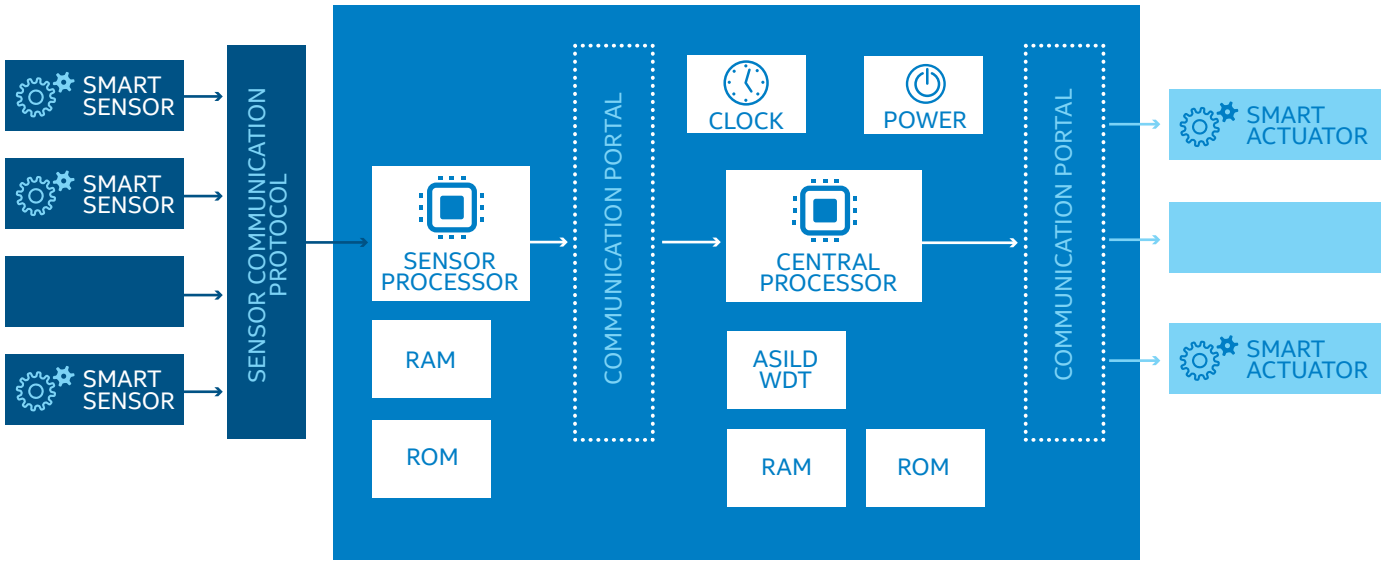 SMART
SENSOR
SMART
SENSOR
SMART
SENSOR
SENSOR COMMUNICATION
PROTOCOL
SENSOR
PROCESSOR
RAM
ROM
COMMUNICATION PORTAL
CLOCK
POWER
CENTRAL
PROCESSOR
ASILD
WDT
RAM
ROM
COMMUNICATION PORTAL
SMART
ACTUATOR
SMART
ACTUATOR